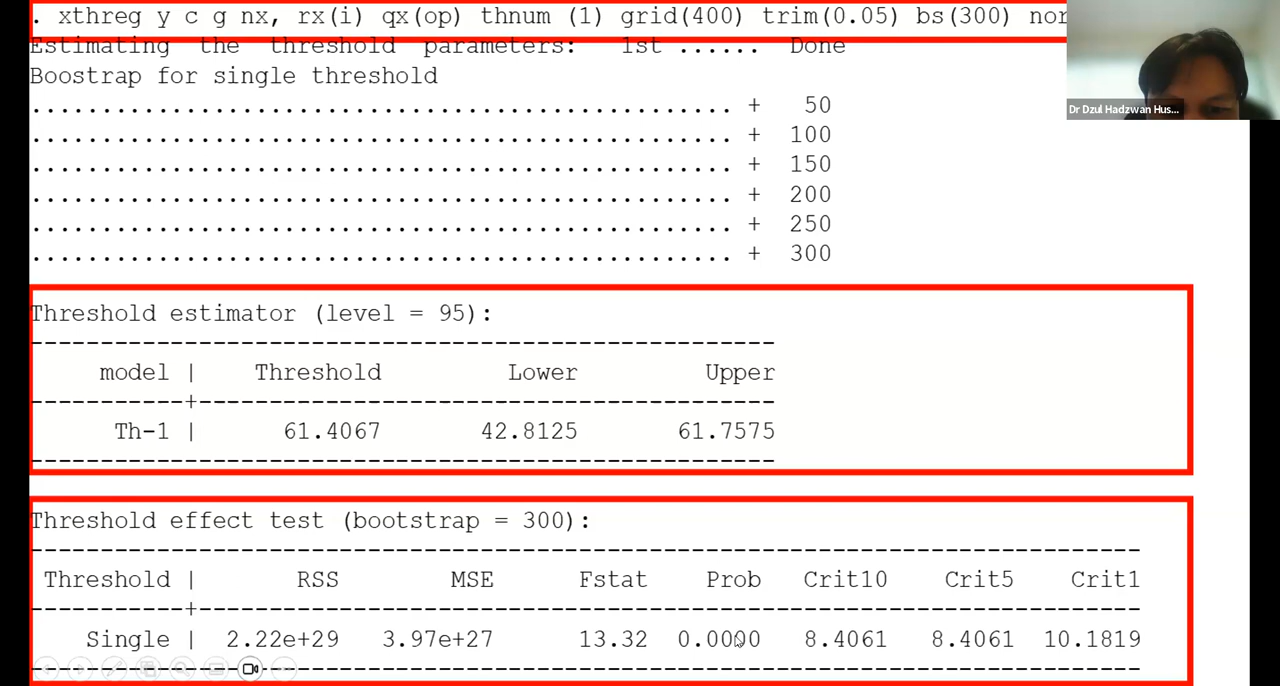 . xthreg y c g nx, rx(i) qx(op) thnum (1) grid(400) trim(0.05) bs(300)
Estimating the threshold parameters: 1st ...... Done
Boostrap for single threshold
.................................................. + 50
.................................................. + 100
.................................................. + 150
.................................................. + 200
.................................................. + 250
.................................................. + 300
Dr Dzul Hadzwan Hus...
Threshold estimator (level = 95):
-----------------------------------------------------
model | Threshold Lower Upper
-----------+-----------------------------------------
Th-1 | 61.4067 42.8125 61.7575
-----------------------------------------------------
Threshold effect test (bootstrap = 300):
-------------------------------------------------------------------------------
Threshold | RSS MSE Fstat Prob Crit10 Crit5 Crit1
-----------+-------------------------------------------------------------------
Single | 2.22e+29 3.97e+27 13.32 0.0000 8.4061 8.4061 10.1819
-------------------------------------------------------------------------------